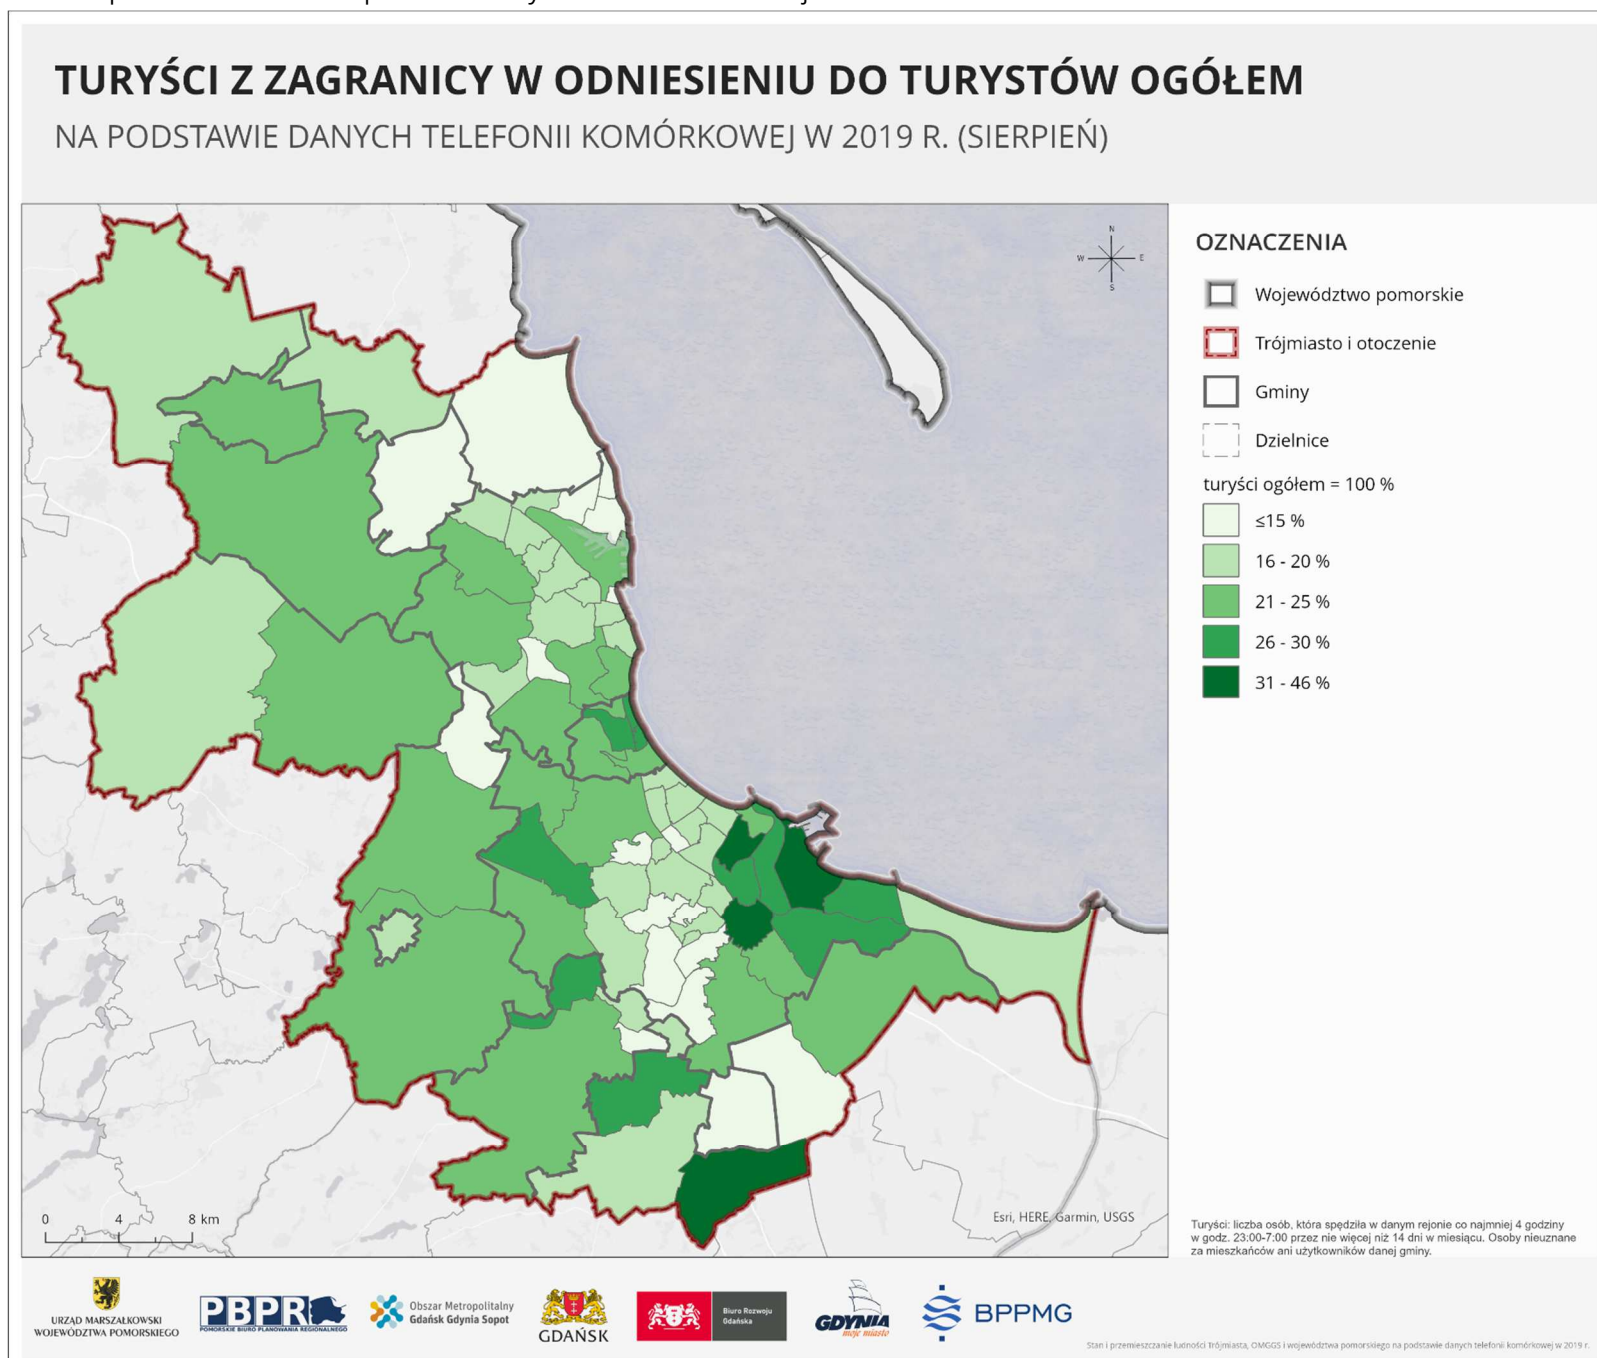 TURYŚCI Z ZAGRANICY W ODNIESIENIU DO TURYSTÓW OGÓŁEM
NA PODSTAWIE DANYCH TELEFONII KOMÓRKOWEJ W 2019 R. (SIERPIEŃ)
N
W E
S
OZNACZENIA
Województwo pomorskie
Trójmiasto i otoczenie
Gminy
Dzielnice
turyści ogółem = 100 %
≤15 %
16 - 20 %
21 - 25 %
26 - 30 %
31 - 46 %
0 4 8 km
Esri, HERE, Garmin, USGS
Turyści: liczba osób, która spędziła w danym rejonie co najmniej 4 godziny
w godz. 23:00-7:00 przez nie więcej niż 14 dni w miesiącu. Osoby nieuznane
za mieszkańców ani użytkowników danej gminy.
URZĄD MARSZAŁKOWSKI
WOJEWÓDZTWA POMORSKIEGO
PBPR
POMORSKIE BIURO PLANOWANIA REGIONALNEGO
Obszar Metropolitalny
Gdańsk Gdynia Sopot
GDAŃSK
Biuro Rozwoju
Gdańska
GDYNIA
moje miasto
BPPMG
Stan i przemieszczanie ludności Trójmiasta, OMGGS i województwa pomorskiego na podstawie danych telefonii komórkowej w 2019 r.